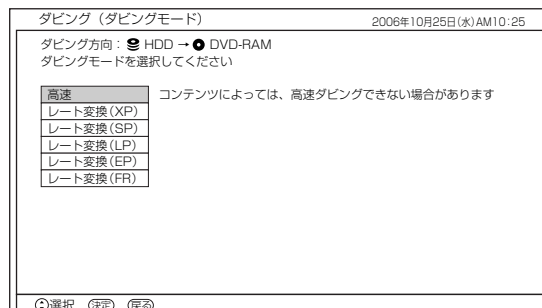 ダビング（ダビングモード） 2006年10月25日(水)AM10:25
ダビング方向： HDD → DVD-RAM
ダビングモードを選択してください
高速 コンテンツによっては、高速ダビングできない場合があります
レート変換(XP)
レート変換(SP)
レート変換(LP)
レート変換(EP)
レート変換(FR)
選択 決定 戻る